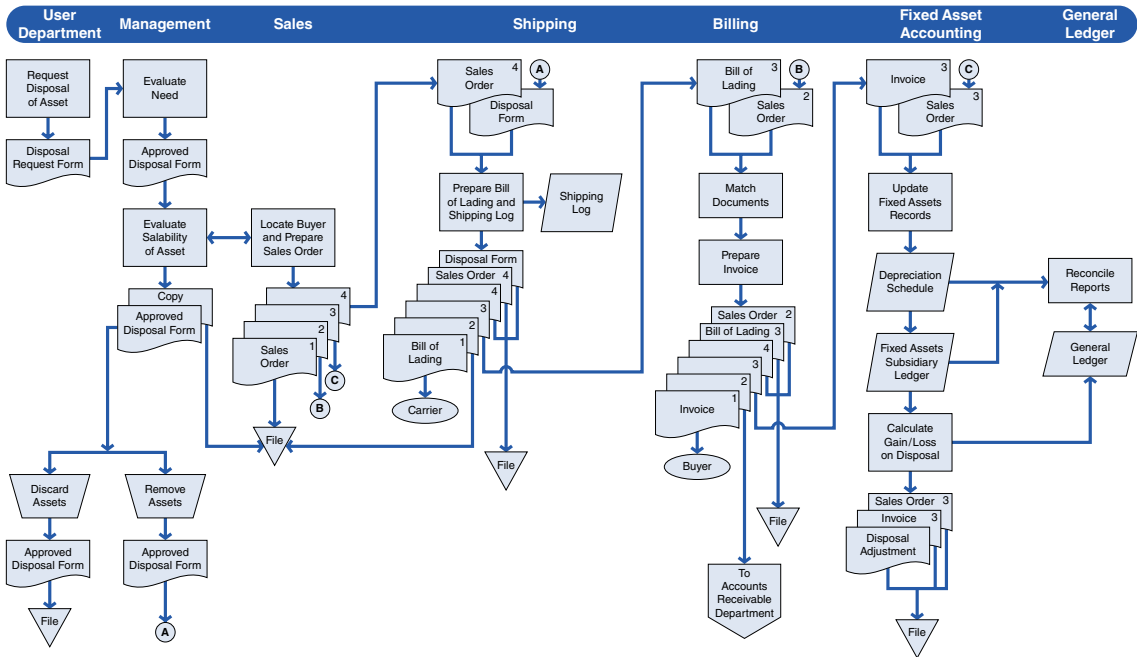 User
Department
Management
Sales
Shipping
Billing
Fixed Asset
Accounting
General
Ledger
Request
Disposal
of Asset
Disposal
Request Form
Discard
Assets
Approved
Disposal Form
File
Evaluate
Need
Approved
Disposal Form
Evaluate
Salability
of Asset
Copy
Approved
Disposal Form
Remove
Assets
Approved
Disposal Form
A
Locate Buyer
and Prepare
Sales Order
4
3
2
Sales
Order
1
C
B
File
Sales
Order
4
A
Disposal
Form
Prepare Bill
of Lading and
Shipping Log
Shipping
Log
Disposal Form
Sales Order 4
4
3
2
Bill of
Lading
1
Carrier
File
Bill of
Lading
3
B
Sales
Order
2
Match
Documents
Prepare
Invoice
Sales Order 2
Bill of Lading 3
4
3
2
Invoice
1
Buyer
File
To
Accounts
Receivable
Department
Invoice
3
C
Sales
Order
3
Update
Fixed Assets
Records
Depreciation
Schedule
Fixed Assets
Subsidiary
Ledger
Calculate
Gain/Loss
on Disposal
Sales Order 3
Invoice 3
Disposal
Adjustment
File
Reconcile
Reports
General
Ledger